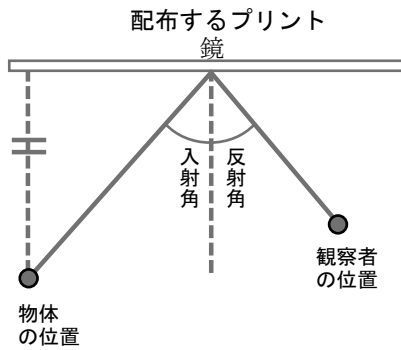 配布するプリント
鏡
入射角
反射角
観察者
の位置
物体
の位置